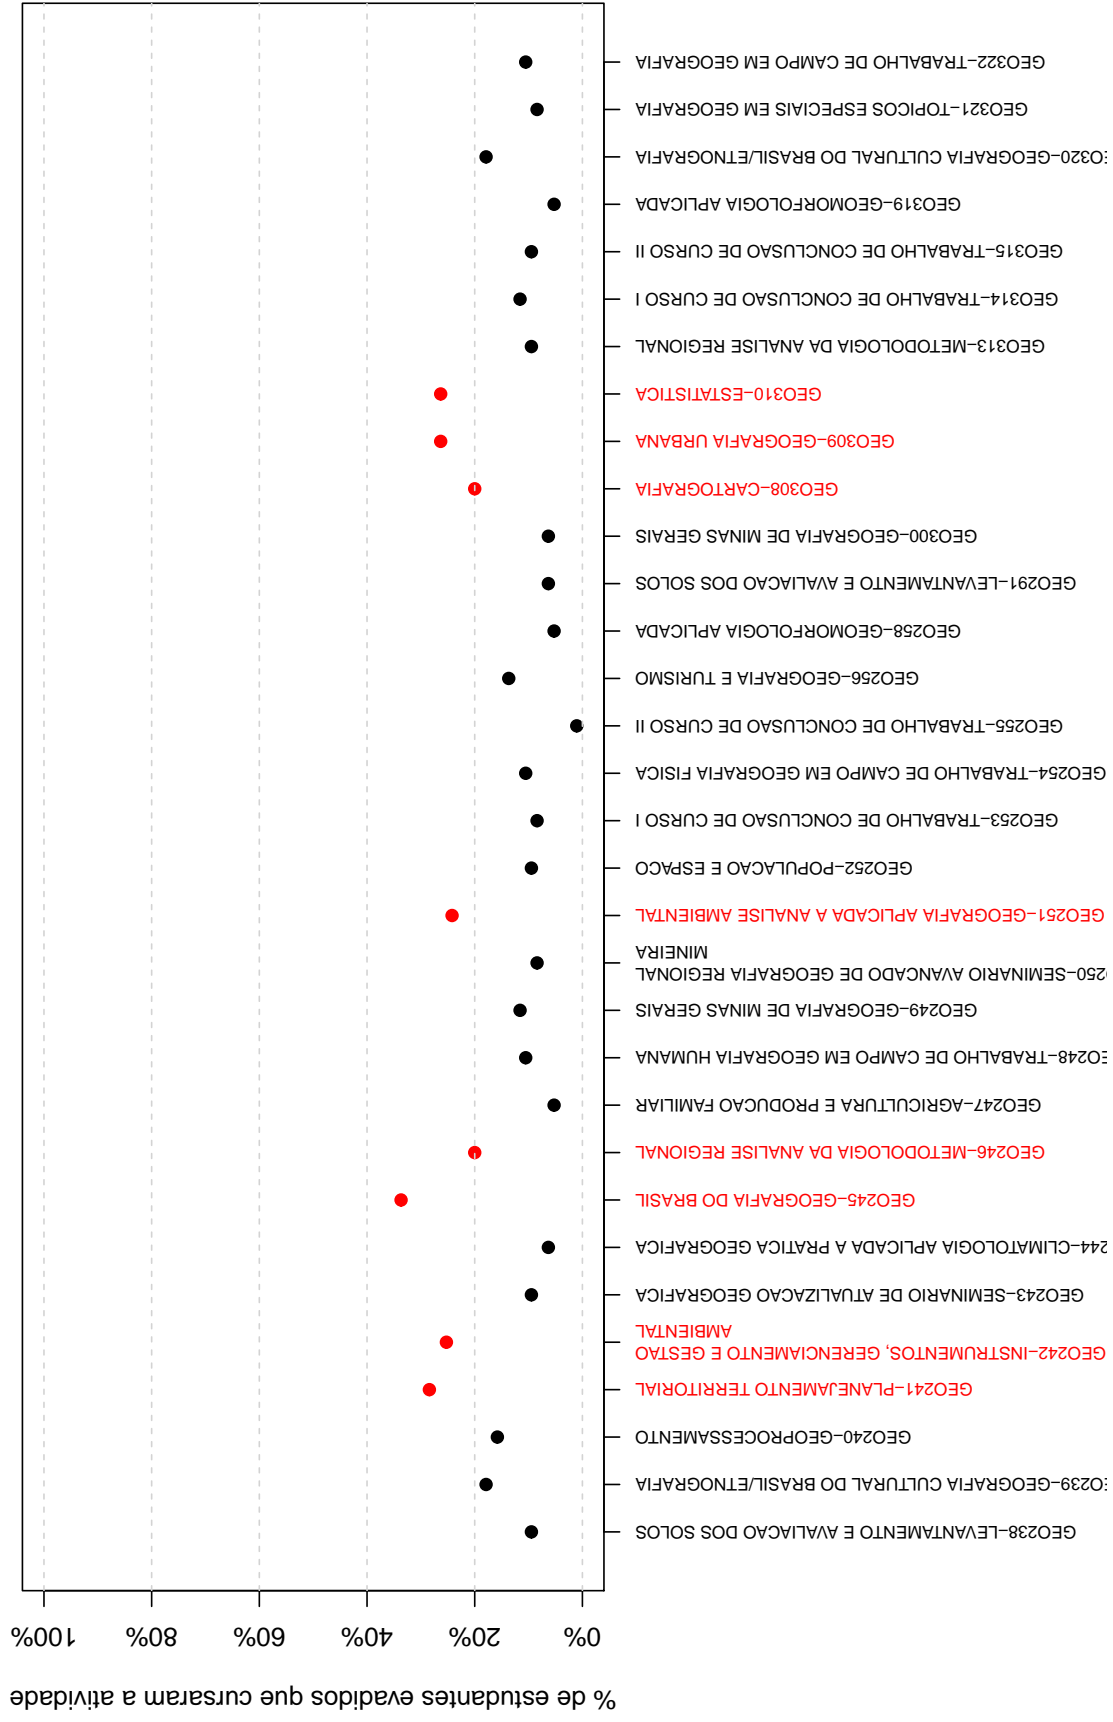 % de estudantes evadidos que cursaram a atividade
0% 20% 40% 60% 80% 100%
GEO238–LEVANTAMENTO E AVALIACAO DOS SOLOS
EO239–GEOGRAFIA CULTURAL DO BRASIL/ETNOGRAFIA
GEO240–GEOPROCESSAMENTO
GEO241–PLANEJAMENTO TERRITORIAL
GEO242–INSTRUMENTOS, GERENCIAMENTO E GESTAO
AMBIENTAL
GEO243–SEMINARIO DE ATUALIZACAO GEOGRAFICA
244–CLIMATOLOGIA APLICADA A PRATICA GEOGRAFICA
GEO245–GEOGRAFIA DO BRASIL
GEO246–METODOLOGIA DA ANALISE REGIONAL
GEO247–AGRICULTURA E PRODUCAO FAMILIAR
EO248–TRABALHO DE CAMPO EM GEOGRAFIA HUMANA
GEO249–GEOGRAFIA DE MINAS GERAIS
250–SEMINARIO AVANCADO DE GEOGRAFIA REGIONAL
MINEIRA
GEO251–GEOGRAFIA APLICADA A ANALISE AMBIENTAL
GEO252–POPULACAO E ESPACO
GEO253–TRABALHO DE CONCLUSAO DE CURSO I
GEO254–TRABALHO DE CAMPO EM GEOGRAFIA FISICA
GEO255–TRABALHO DE CONCLUSAO DE CURSO II
GEO256–GEOGRAFIA E TURISMO
GEO258–GEOMORFOLOGIA APLICADA
GEO291–LEVANTAMENTO E AVALIACAO DOS SOLOS
GEO300–GEOGRAFIA DE MINAS GERAIS
GEO308–CARTOGRAFIA
GEO309–GEOGRAFIA URBANA
GEO310–ESTATISTICA
GEO313–METODOLOGIA DA ANALISE REGIONAL
GEO314–TRABALHO DE CONCLUSAO DE CURSO I
GEO315–TRABALHO DE CONCLUSAO DE CURSO II
GEO319–GEOMORFOLOGIA APLICADA
EO320–GEOGRAFIA CULTURAL DO BRASIL/ETNOGRAFIA
GEO321–TOPICOS ESPECIAIS EM GEOGRAFIA
GEO322–TRABALHO DE CAMPO EM GEOGRAFIA